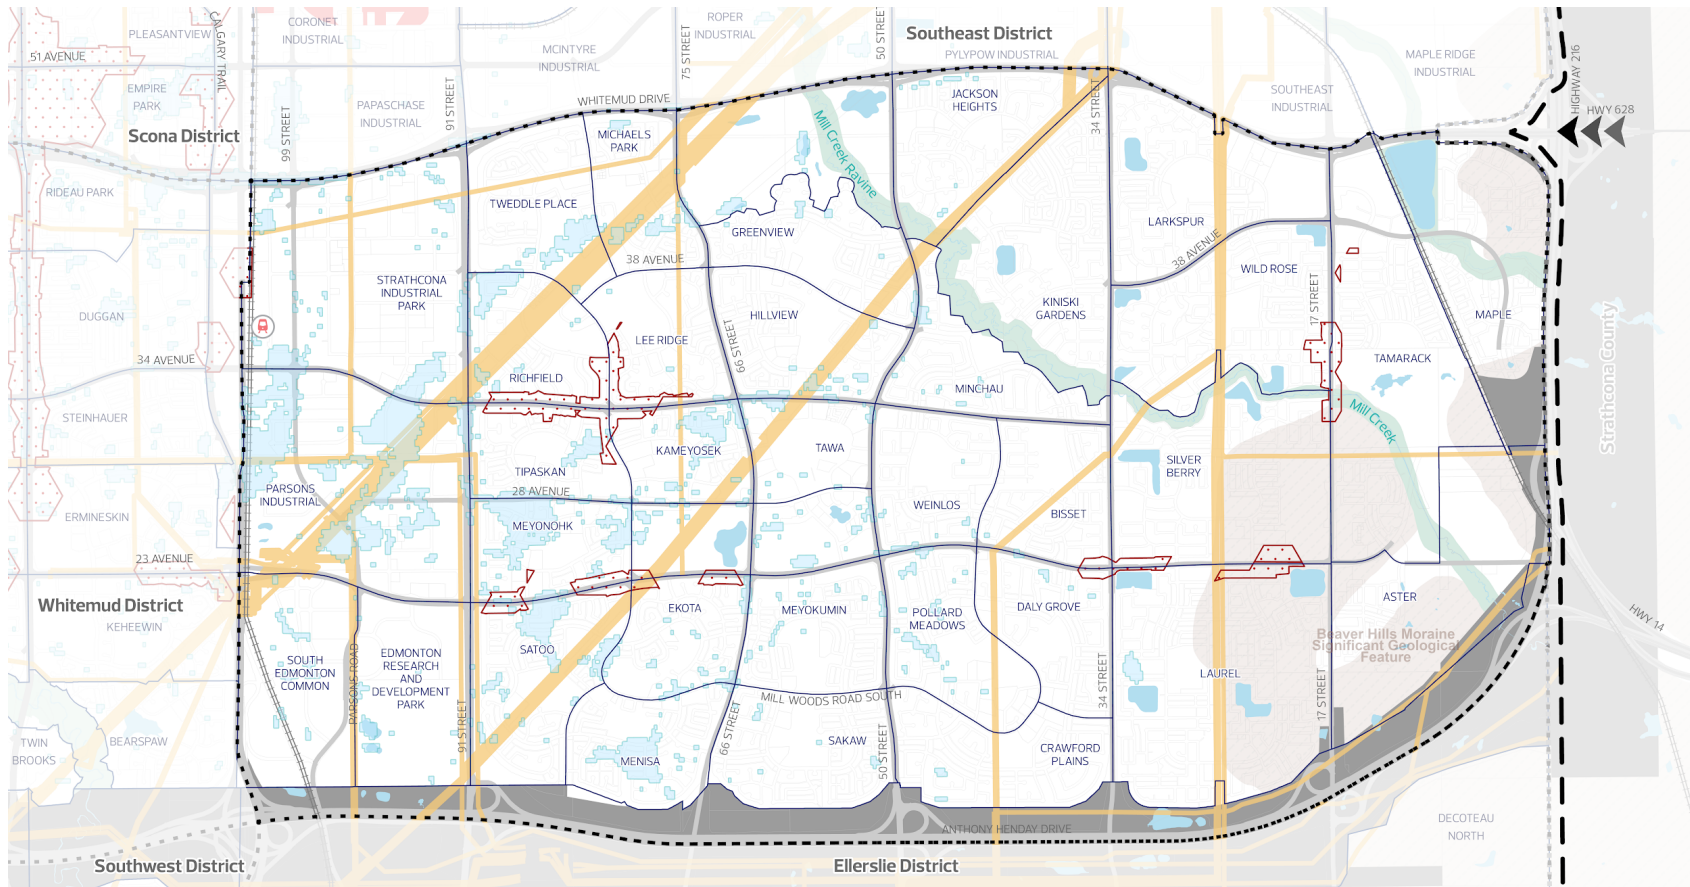 PLEASANTVIEW
CALGARY TRAIL
CORONET
INDUSTRIAL
75 STREET
ROPER
INDUSTRIAL
50 STREET
Southeast District
PYLYPOW INDUSTRIAL
MAPLE RIDGE
INDUSTRIAL
HIGHWAY 216
51 AVENUE
MCINTYRE
INDUSTRIAL
EMPIRE
PARK
PAPASCHASE
INDUSTRIAL
91 STREET
WHITEMUD DRIVE
JACKSON
HEIGHTS
34 STREET
SOUTHEAST
INDUSTRIAL
HWY 628
Scona District
99 STREET
MICHAELS
PARK
Mill Creek Ravine
RIDEAU PARK
TWEDDLE PLACE
GREENVIEW
LARKSPUR
38 AVENUE
38 AVENUE
WILD ROSE
STRATHCONA
INDUSTRIAL
PARK
KINISKI
GARDENS
17 STREET
MAPLE
DUGGAN
HILLVIEW
LEE RIDGE
66 STREET
Strathcona County
34 AVENUE
TAMARACK
RICHFIELD
MINCHAU
STEINHAUER
Mill Creek
KAMEYOSEK
TAWA
TIPASKAN
SILVER
BERRY
PARSONS
INDUSTRIAL
28 AVENUE
WEINLOS
BISSET
ERMINESKIN
MEYONOHK
23 AVENUE
ASTER
Whitemud District
KEHEEWIN
EKOTA
MEYOKUMIN
POLLARD
MEADOWS
DALY GROVE
HWY 14
Beaver Hills Moraine
Significant Geological
Feature
SATOO
SOUTH
EDMONTON
COMMON
EDMONTON
RESEARCH
AND
DEVELOPMENT
PARK
PARSONS ROAD
LAUREL
34 STREET
17 STREET
MILL WOODS ROAD SOUTH
91 STREET
66 STREET
50 STREET
TWIN
BROOKS
BEARSPAW
SAKAW
CRAWFORD
PLAINS
MENISA
ANTHONY HENDAY DRIVE
DECOTEAU
NORTH
Southwest District
Ellerslie District